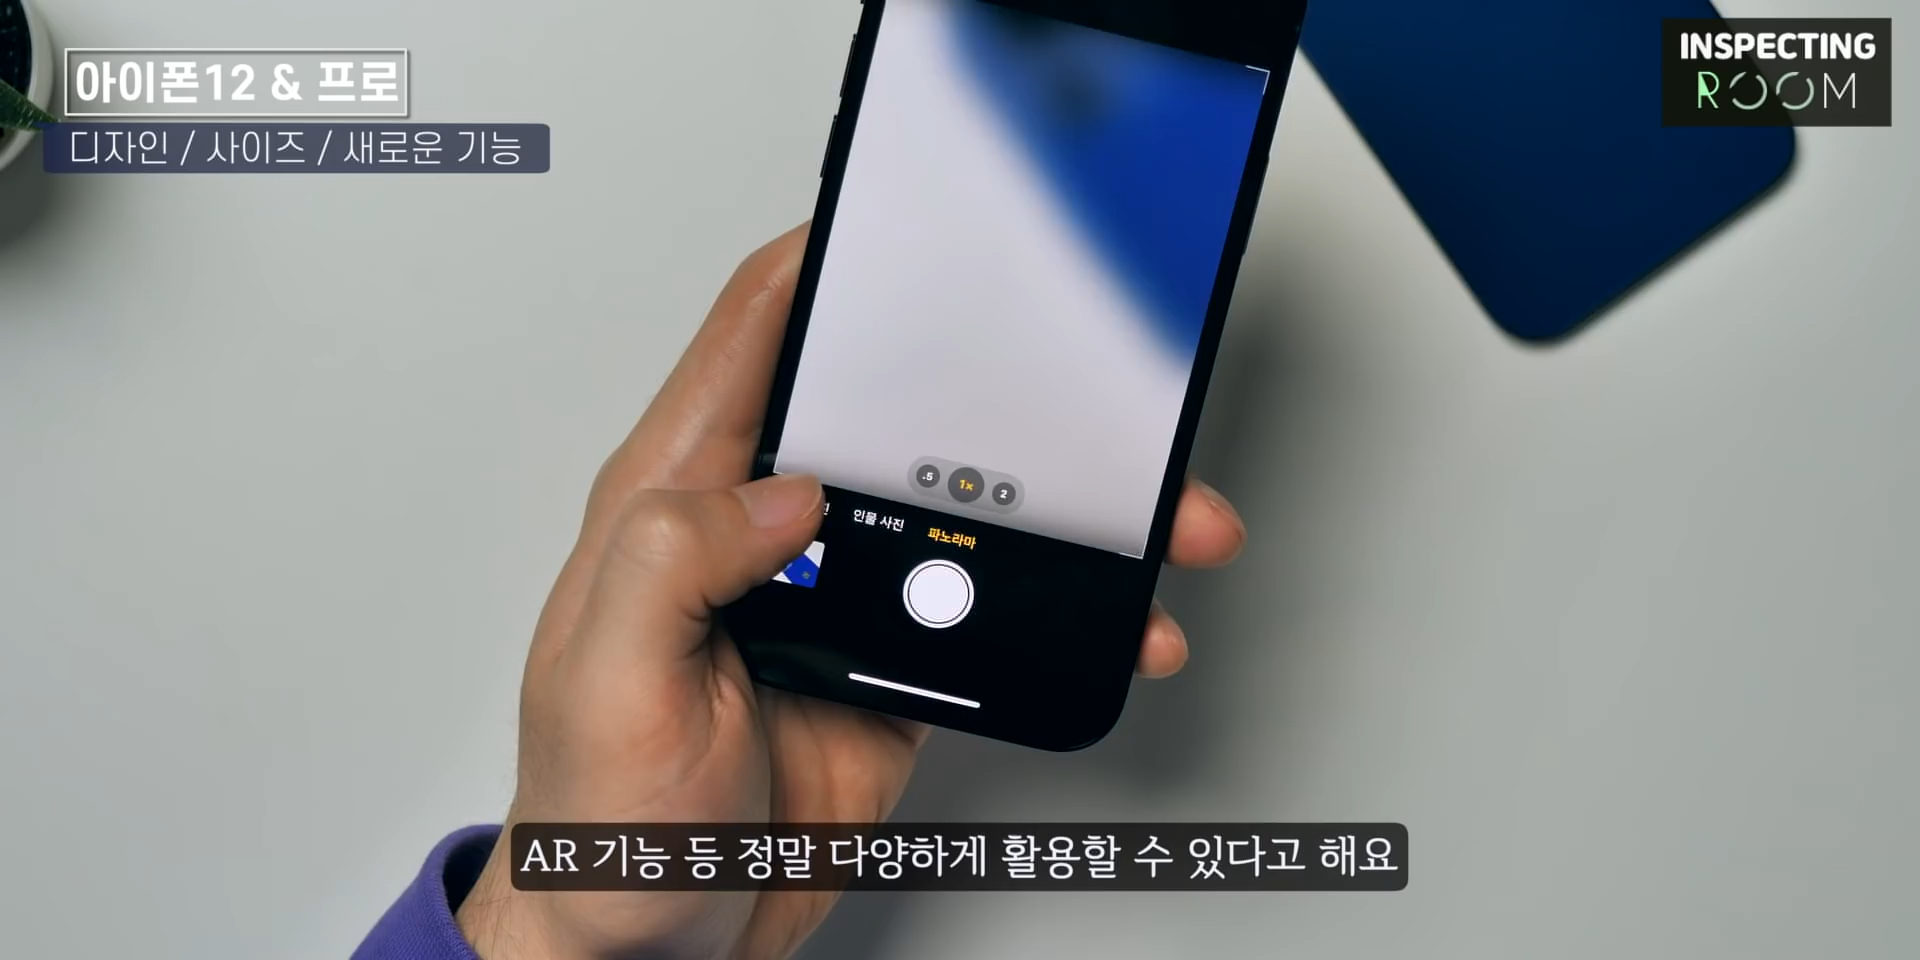 아이폰12 & 프로
디자인 / 사이즈 / 새로운 기능
INSPECTING
ROOM
.5 1× 2
인물 사진 파노라마
AR 기능 등 정말 다양하게 활용할 수 있다고 해요